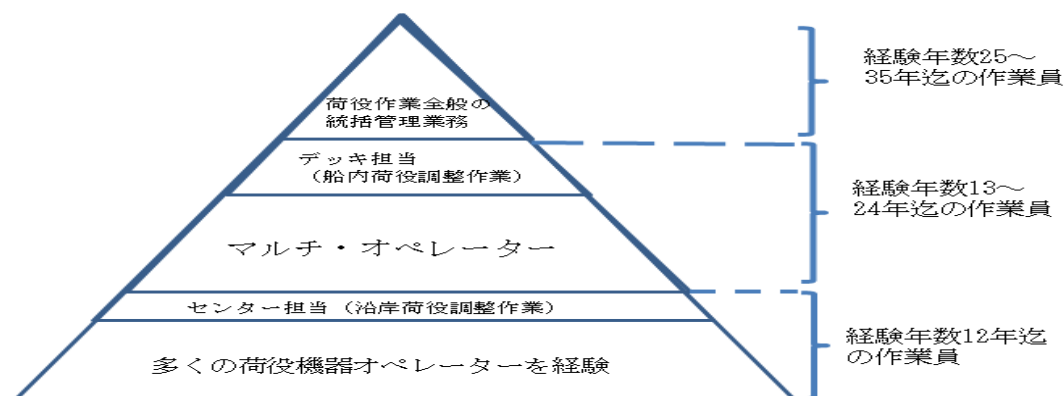 荷役作業全般の
統括管理業務
経験年数25～
35年迄の作業員
デッキ担当
（船内荷役調整作業）
経験年数13～
24年迄の作業員
マルチ・オペレーター
センター担当（沿岸荷役調整作業）
経験年数12年迄
の作業員
多くの荷役機器オペレーターを経験